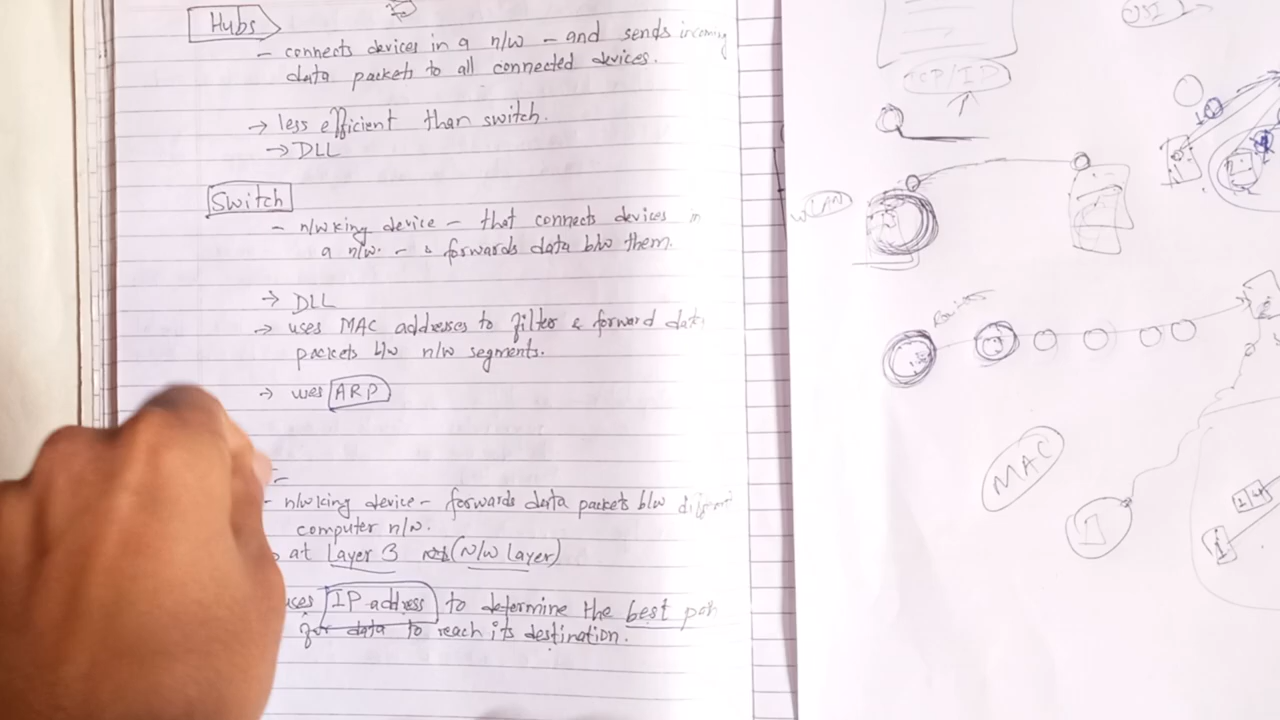 Hubs
- connects devices in a n/w - and sends incoming
data packets to all connected devices.
→ less efficient than switch.
→ DLL
Switch
- n/wking device - that connects devices in
a n/w. - & forwards data b/w them.
→ DLL
→ uses MAC addresses to filter & forward data
packets b/w n/w segments.
→ uses ARP
- n/wking device - forwards data packets b/w different
computer n/w.
at Layer 3 (N/W layer)
uses IP address to determine the best path
for data to reach its destination.
OSI
TCP/IP
WLAN
MAC